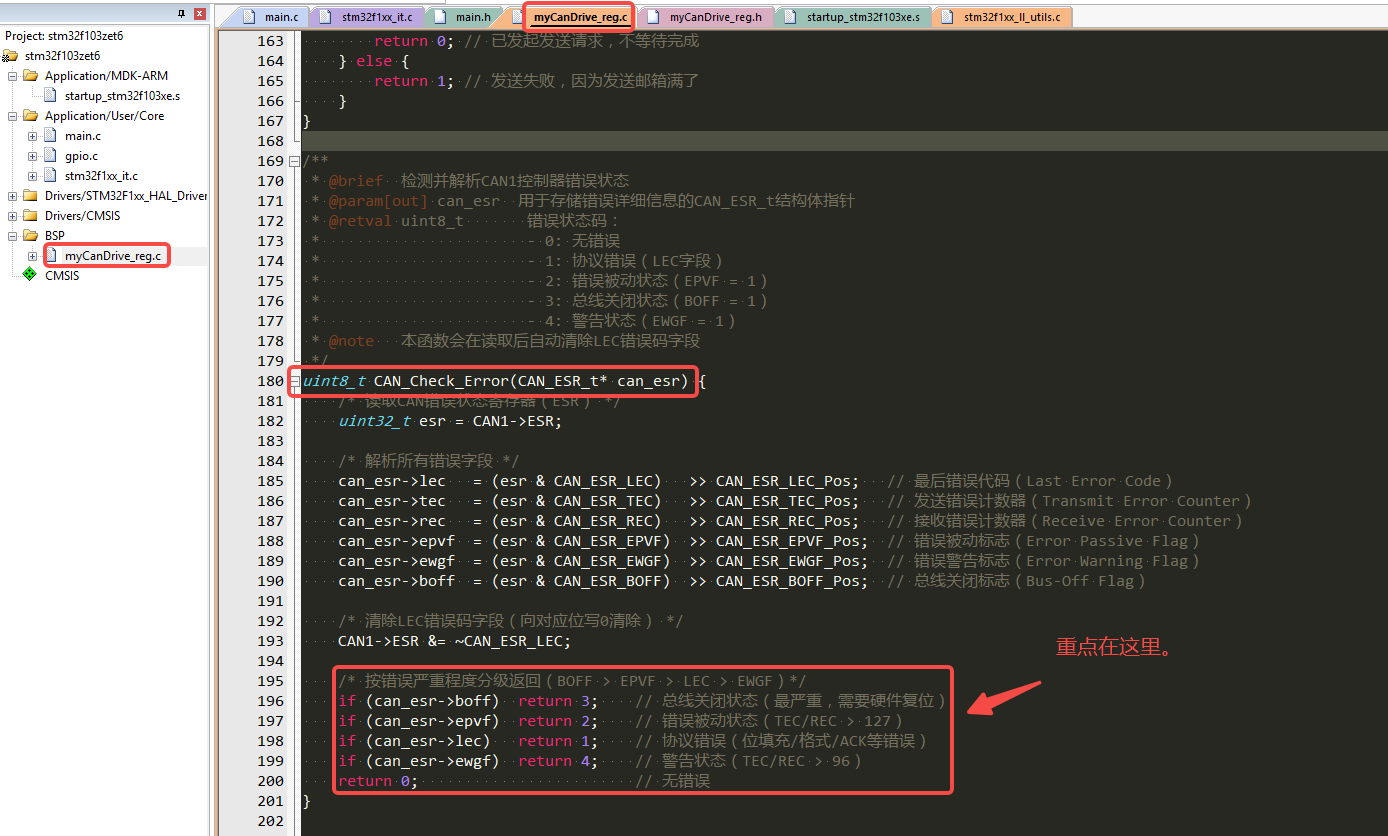 main.c
stm32f1xx_it.c
main.h
myCanDrive_reg.c
myCanDrive_reg.h
startup_stm32f103xe.s
stm32f1xx_ll_utils.c
Project: stm32f103zet6
stm32f103zet6
Application/MDK-ARM
startup_stm32f103xe.s
Application/User/Core
main.c
gpio.c
stm32f1xx_it.c
Drivers/STM32F1xx_HAL_Driver
Drivers/CMSIS
BSP
myCanDrive_reg.c
CMSIS
163 return 0; // 已发起发送请求，不等待完成
164 } else {
165 return 1; // 发送失败，因为发送邮箱满了
166 }
167 }
168
169 /**
170 * @brief 检测并解析CAN1控制器错误状态
171 * @param[out] can_esr 用于存储错误详细信息的CAN_ESR_t结构体指针
172 * @retval uint8_t 错误状态码：
173 * - 0: 无错误
174 * - 1: 协议错误（LEC字段）
175 * - 2: 错误被动状态（EPVF = 1）
176 * - 3: 总线关闭状态（BOFF = 1）
177 * - 4: 警告状态（EWGF = 1）
178 * @note 本函数会在读取后自动清除LEC错误码字段
179 */
180 uint8_t CAN_Check_Error(CAN_ESR_t* can_esr) {
181 /* 读取CAN错误状态寄存器（ESR） */
182 uint32_t esr = CAN1->ESR;
183
184 /* 解析所有错误字段 */
185 can_esr->lec = (esr & CAN_ESR_LEC) >> CAN_ESR_LEC_Pos; // 最后错误代码（Last Error Code）
186 can_esr->tec = (esr & CAN_ESR_TEC) >> CAN_ESR_TEC_Pos; // 发送错误计数器（Transmit Error Counter）
187 can_esr->rec = (esr & CAN_ESR_REC) >> CAN_ESR_REC_Pos; // 接收错误计数器（Receive Error Counter）
188 can_esr->epvf = (esr & CAN_ESR_EPVF) >> CAN_ESR_EPVF_Pos; // 错误被动标志（Error Passive Flag）
189 can_esr->ewgf = (esr & CAN_ESR_EWGF) >> CAN_ESR_EWGF_Pos; // 错误警告标志（Error Warning Flag）
190 can_esr->boff = (esr & CAN_ESR_BOFF) >> CAN_ESR_BOFF_Pos; // 总线关闭标志（Bus-Off Flag）
191
192 /* 清除LEC错误码字段（向对应位写0清除） */
193 CAN1->ESR &= ~CAN_ESR_LEC;
194
重点在这里。
195 /* 按错误严重程度分级返回（BOFF > EPVF > LEC > EWGF）*/
196 if (can_esr->boff) return 3; // 总线关闭状态（最严重，需要硬件复位）
197 if (can_esr->epvf) return 2; // 错误被动状态（TEC/REC > 127）
198 if (can_esr->lec) return 1; // 协议错误（位填充/格式/ACK等错误）
199 if (can_esr->ewgf) return 4; // 警告状态（TEC/REC > 96）
200 return 0; // 无错误
201 }
202